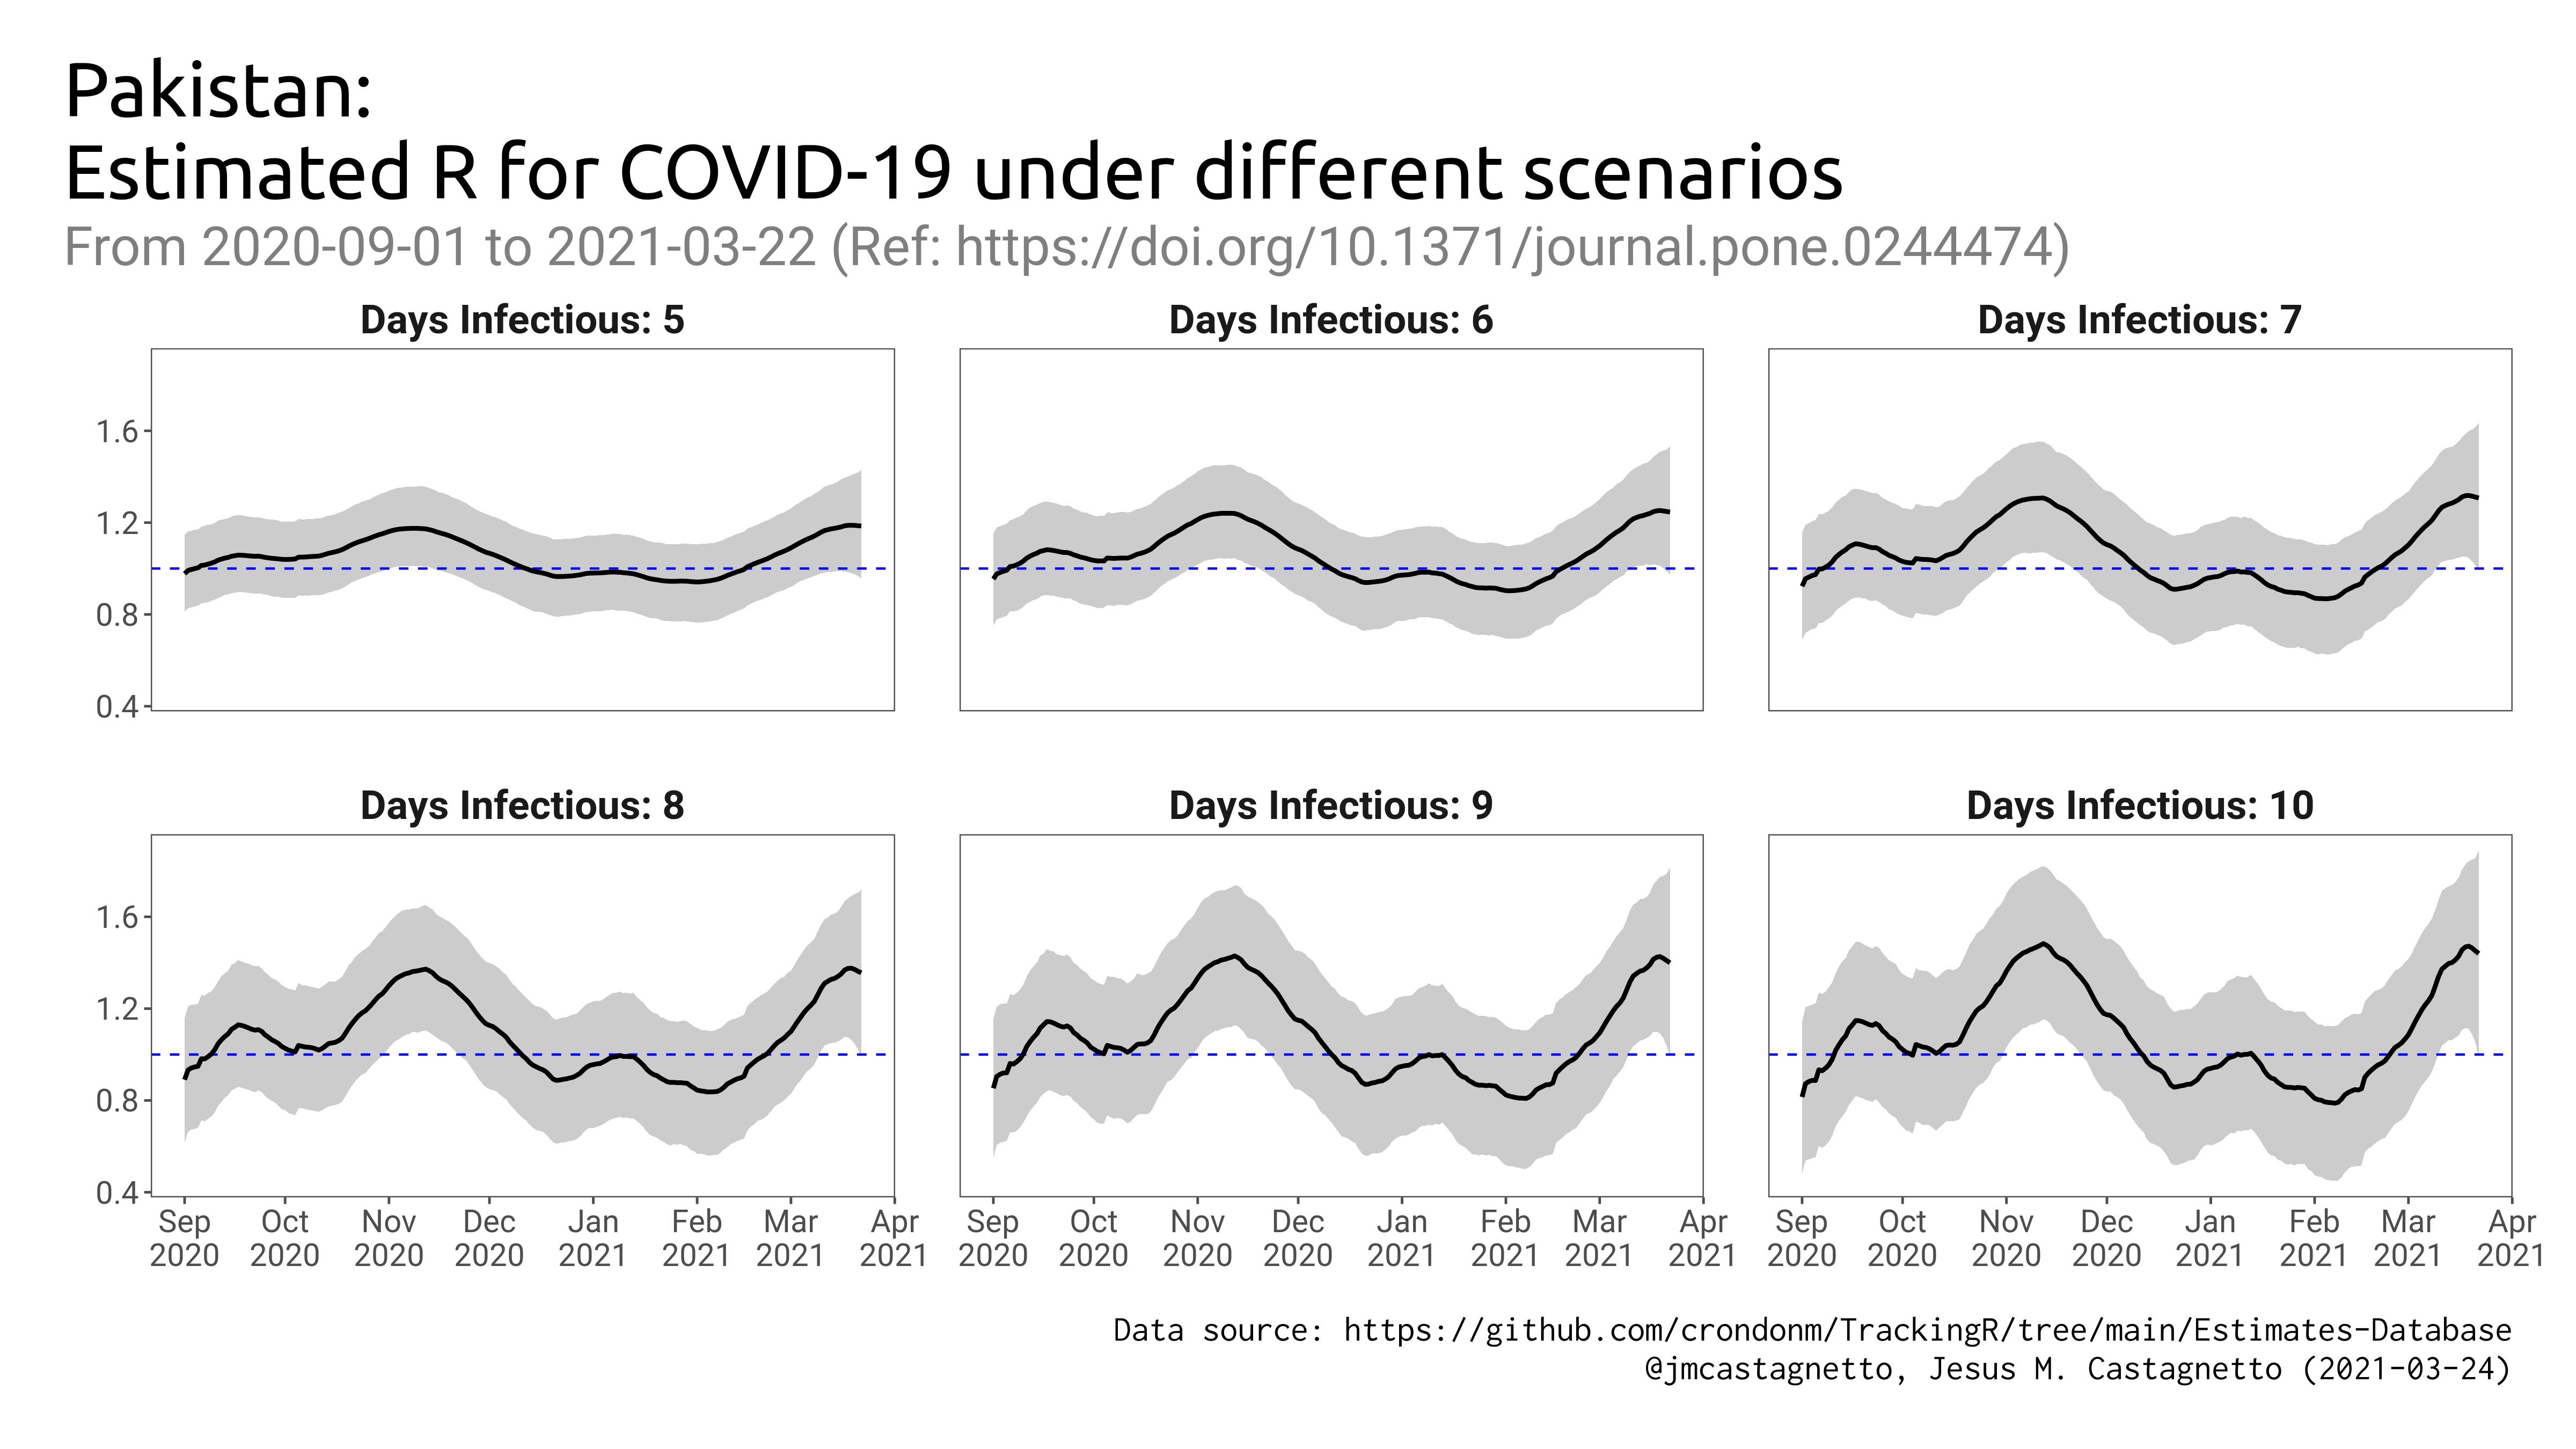 Pakistan:
Estimated R for COVID-19 under different scenarios
From 2020-09-01 to 2021-03-22 (Ref: https://doi.org/10.1371/journal.pone.0244474)
Days Infectious: 5
Days Infectious: 6
Days Infectious: 7
1.6
1.2
0.8
0.4
Days Infectious: 8
Days Infectious: 9
Days Infectious: 10
1.6
1.2
0.8
0.4
Sep Oct Nov Dec Jan Feb Mar Apr
2020 2020 2020 2020 2021 2021 2021 2021
Sep Oct Nov Dec Jan Feb Mar Apr
2020 2020 2020 2020 2021 2021 2021 2021
Sep Oct Nov Dec Jan Feb Mar Apr
2020 2020 2020 2020 2021 2021 2021 2021
Data source: https://github.com/crondonm/TrackingR/tree/main/Estimates-Database
@jmcastagnetto, Jesus M. Castagnetto (2021-03-24)